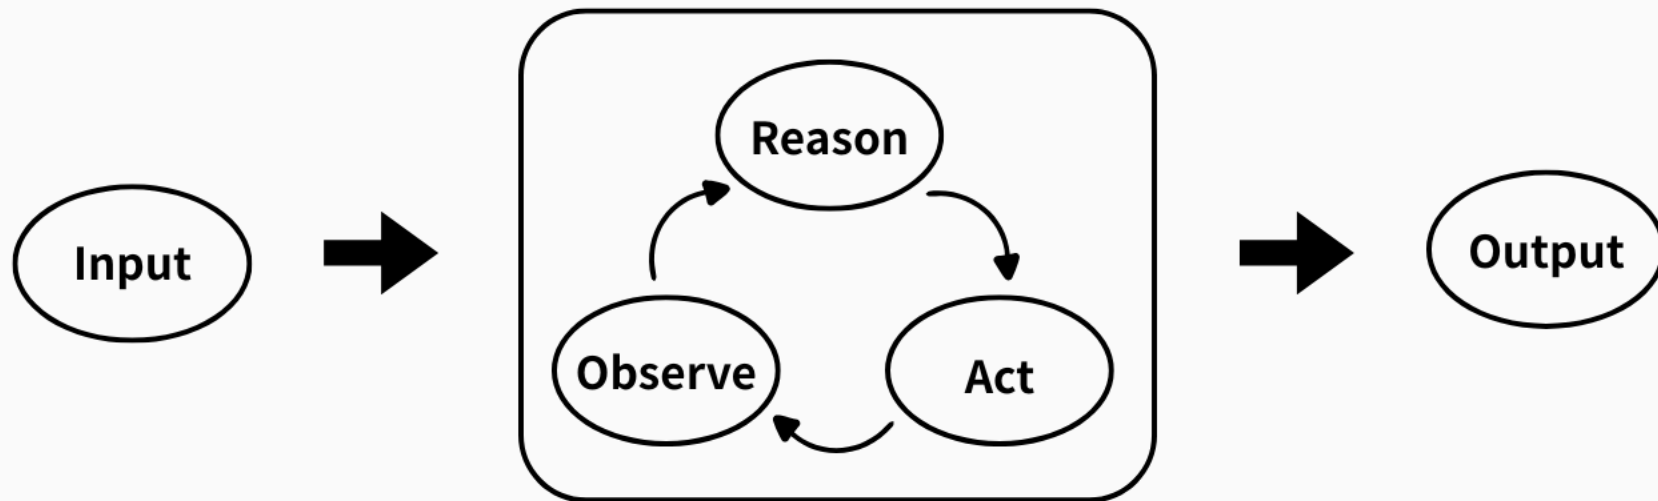 Input
Reason
Observe
Act
Output